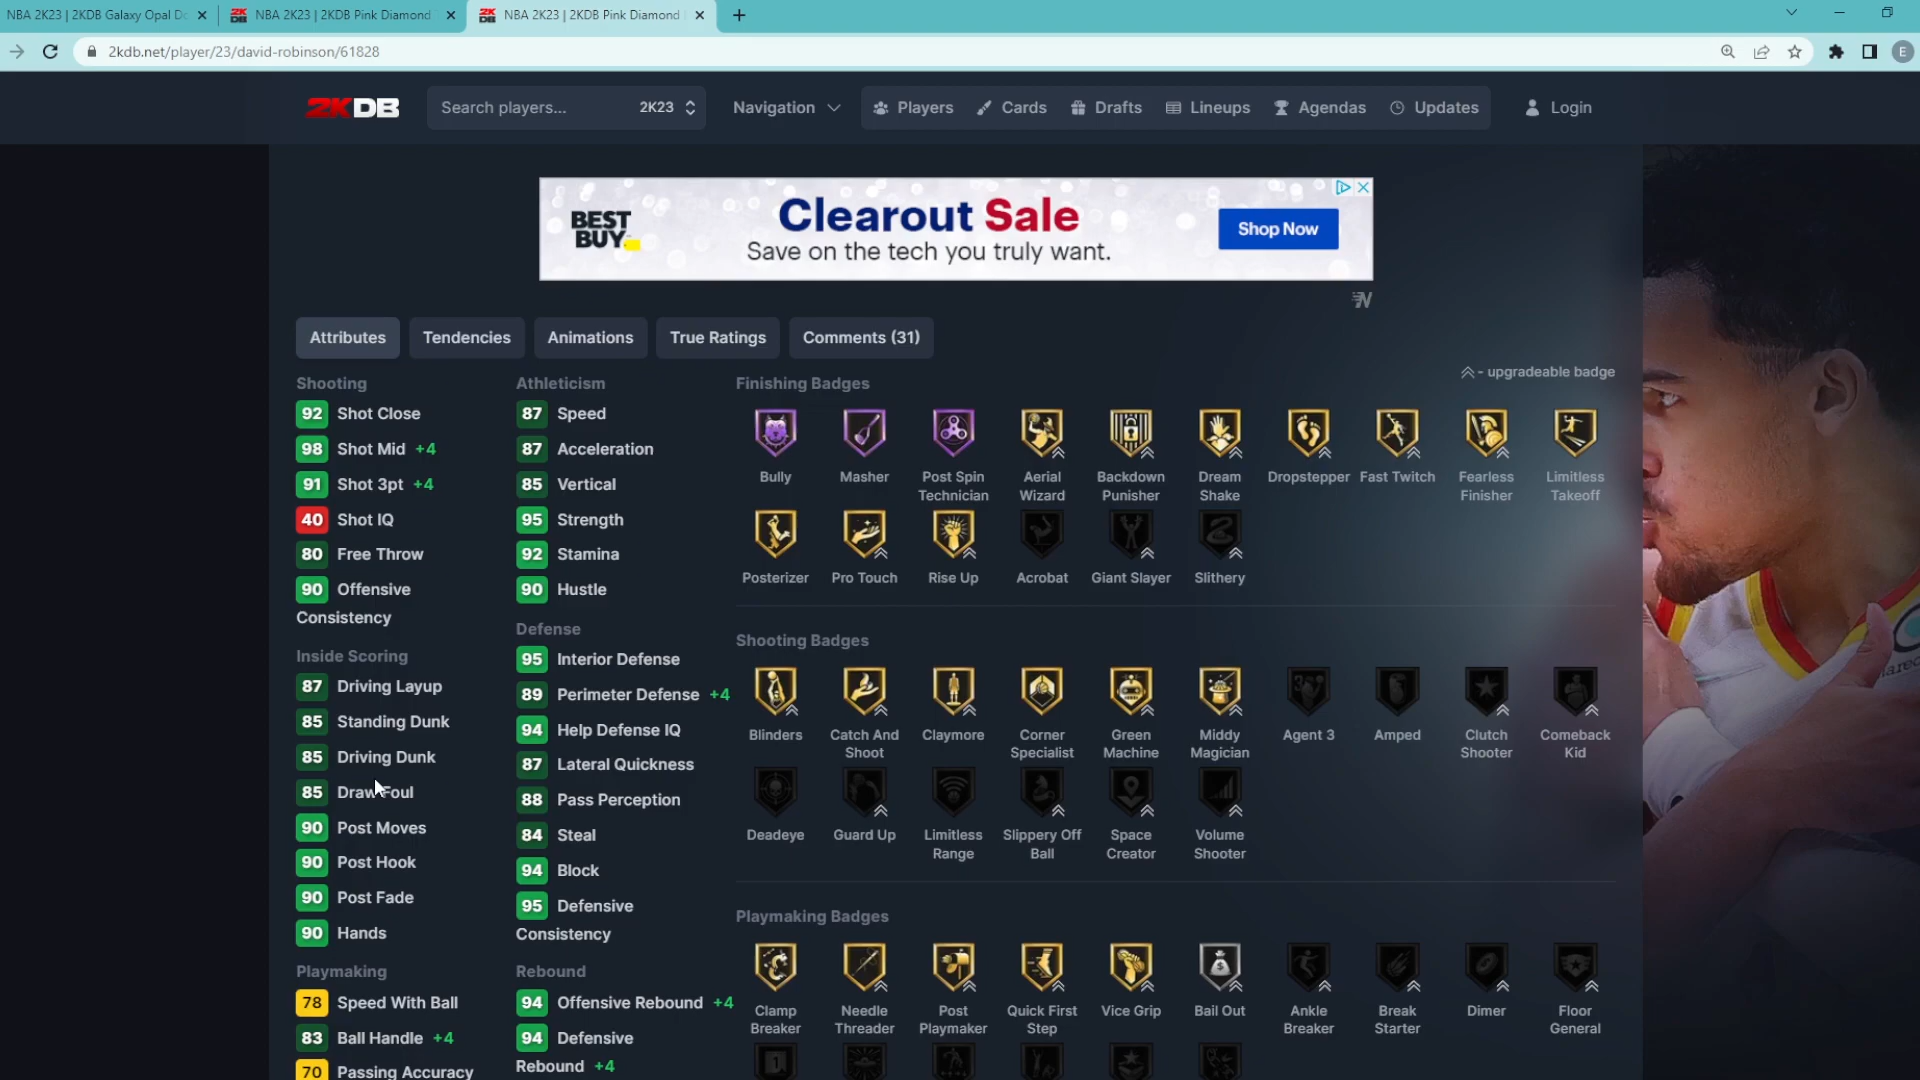 NBA 2K23 | 2KDB Galaxy Opal Dc
NBA 2K23 | 2KDB Pink Diamond
NBA 2K23 | 2KDB Pink Diamond
2kdb.net/player/23/david-robinson/61828
E
2KDB
Search players...
2K23
Navigation
Players
Cards
Drafts
Lineups
Agendas
Updates
Login
BEST
BUY
Clearout Sale
Save on the tech you truly want.
Shop Now
Attributes
Tendencies
Animations
True Ratings
Comments (31)
- upgradeable badge
Shooting
92 Shot Close
98 Shot Mid +4
91 Shot 3pt +4
40 Shot IQ
80 Free Throw
90 Offensive
Consistency
Inside Scoring
87 Driving Layup
85 Standing Dunk
85 Driving Dunk
85 Draw Foul
90 Post Moves
90 Post Hook
90 Post Fade
90 Hands
Playmaking
78 Speed With Ball
83 Ball Handle +4
70 Passing Accuracy
Athleticism
87 Speed
87 Acceleration
85 Vertical
95 Strength
92 Stamina
90 Hustle
Defense
95 Interior Defense
89 Perimeter Defense +4
94 Help Defense IQ
87 Lateral Quickness
88 Pass Perception
84 Steal
94 Block
95 Defensive
Consistency
Rebound
94 Offensive Rebound +4
94 Defensive
Rebound +4
Finishing Badges
Bully
Masher
Post Spin
Technician
Aerial
Wizard
Backdown
Punisher
Dream
Shake
Dropstepper
Fast Twitch
Fearless
Finisher
Limitless
Takeoff
Posterizer
Pro Touch
Rise Up
Acrobat
Giant Slayer
Slithery
Shooting Badges
Blinders
Catch And
Shoot
Claymore
Corner
Specialist
Green
Machine
Middy
Magician
Agent 3
Amped
Clutch
Shooter
Comeback
Kid
Deadeye
Guard Up
Limitless
Range
Slippery Off
Ball
Space
Creator
Volume
Shooter
Playmaking Badges
Clamp
Breaker
Needle
Threader
Post
Playmaker
Quick First
Step
Vice Grip
Bail Out
Ankle
Breaker
Break
Starter
Dimer
Floor
General